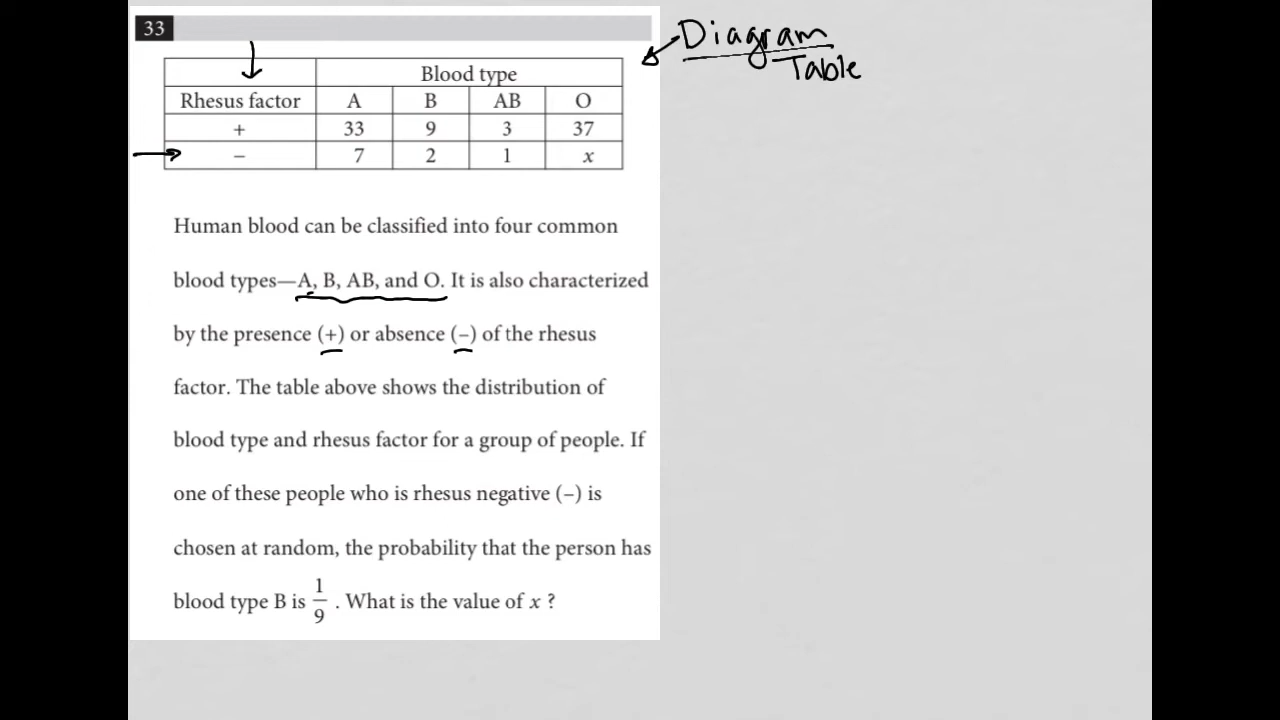 33
Diagram
Table
Blood type
Rhesus factor A B AB O
+ 33 9 3 37
– 7 2 1 x
Human blood can be classified into four common
blood types—A, B, AB, and O. It is also characterized
by the presence (+) or absence (–) of the rhesus
factor. The table above shows the distribution of
blood type and rhesus factor for a group of people. If
one of these people who is rhesus negative (–) is
chosen at random, the probability that the person has
blood type B is 1/9 . What is the value of x ?